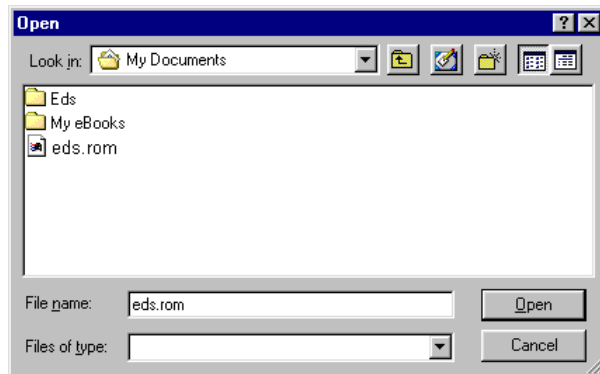 Open
Look in: My Documents
Eds
My eBooks
eds.rom
File name: eds.rom Open
Files of type: Cancel